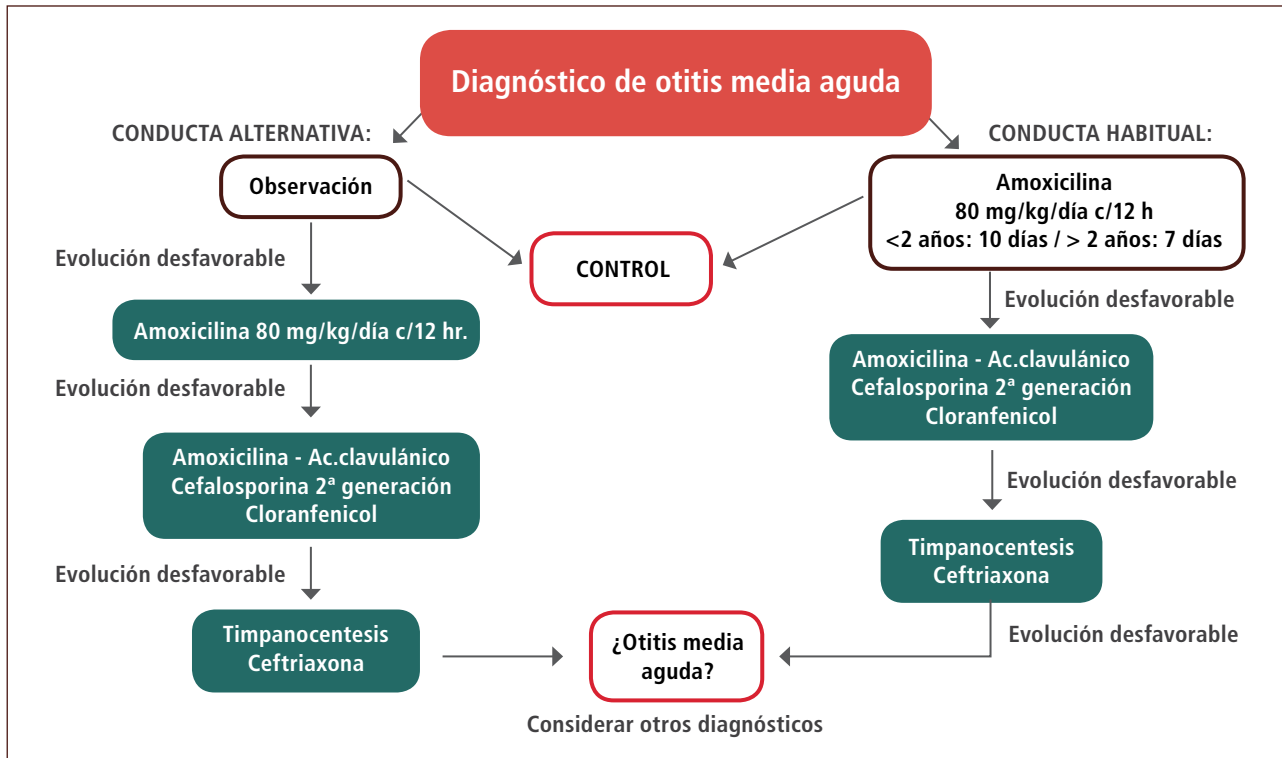 Diagnóstico de otitis media aguda
CONDUCTA ALTERNATIVA:
Observación
Evolución desfavorable
Amoxicilina 80 mg/kg/día c/12 hr.
Evolución desfavorable
Amoxicilina - Ac.clavulánico
Cefalosporina 2ª generación
Cloranfenicol
Evolución desfavorable
Timpanocentesis
Ceftriaxona
CONTROL
CONDUCTA HABITUAL:
Amoxicilina
80 mg/kg/día c/12 h
<2 años: 10 días / > 2 años: 7 días
Evolución desfavorable
Amoxicilina - Ac.clavulánico
Cefalosporina 2ª generación
Cloranfenicol
Evolución desfavorable
Timpanocentesis
Ceftriaxona
Evolución desfavorable
¿Otitis media
aguda?
Considerar otros diagnósticos